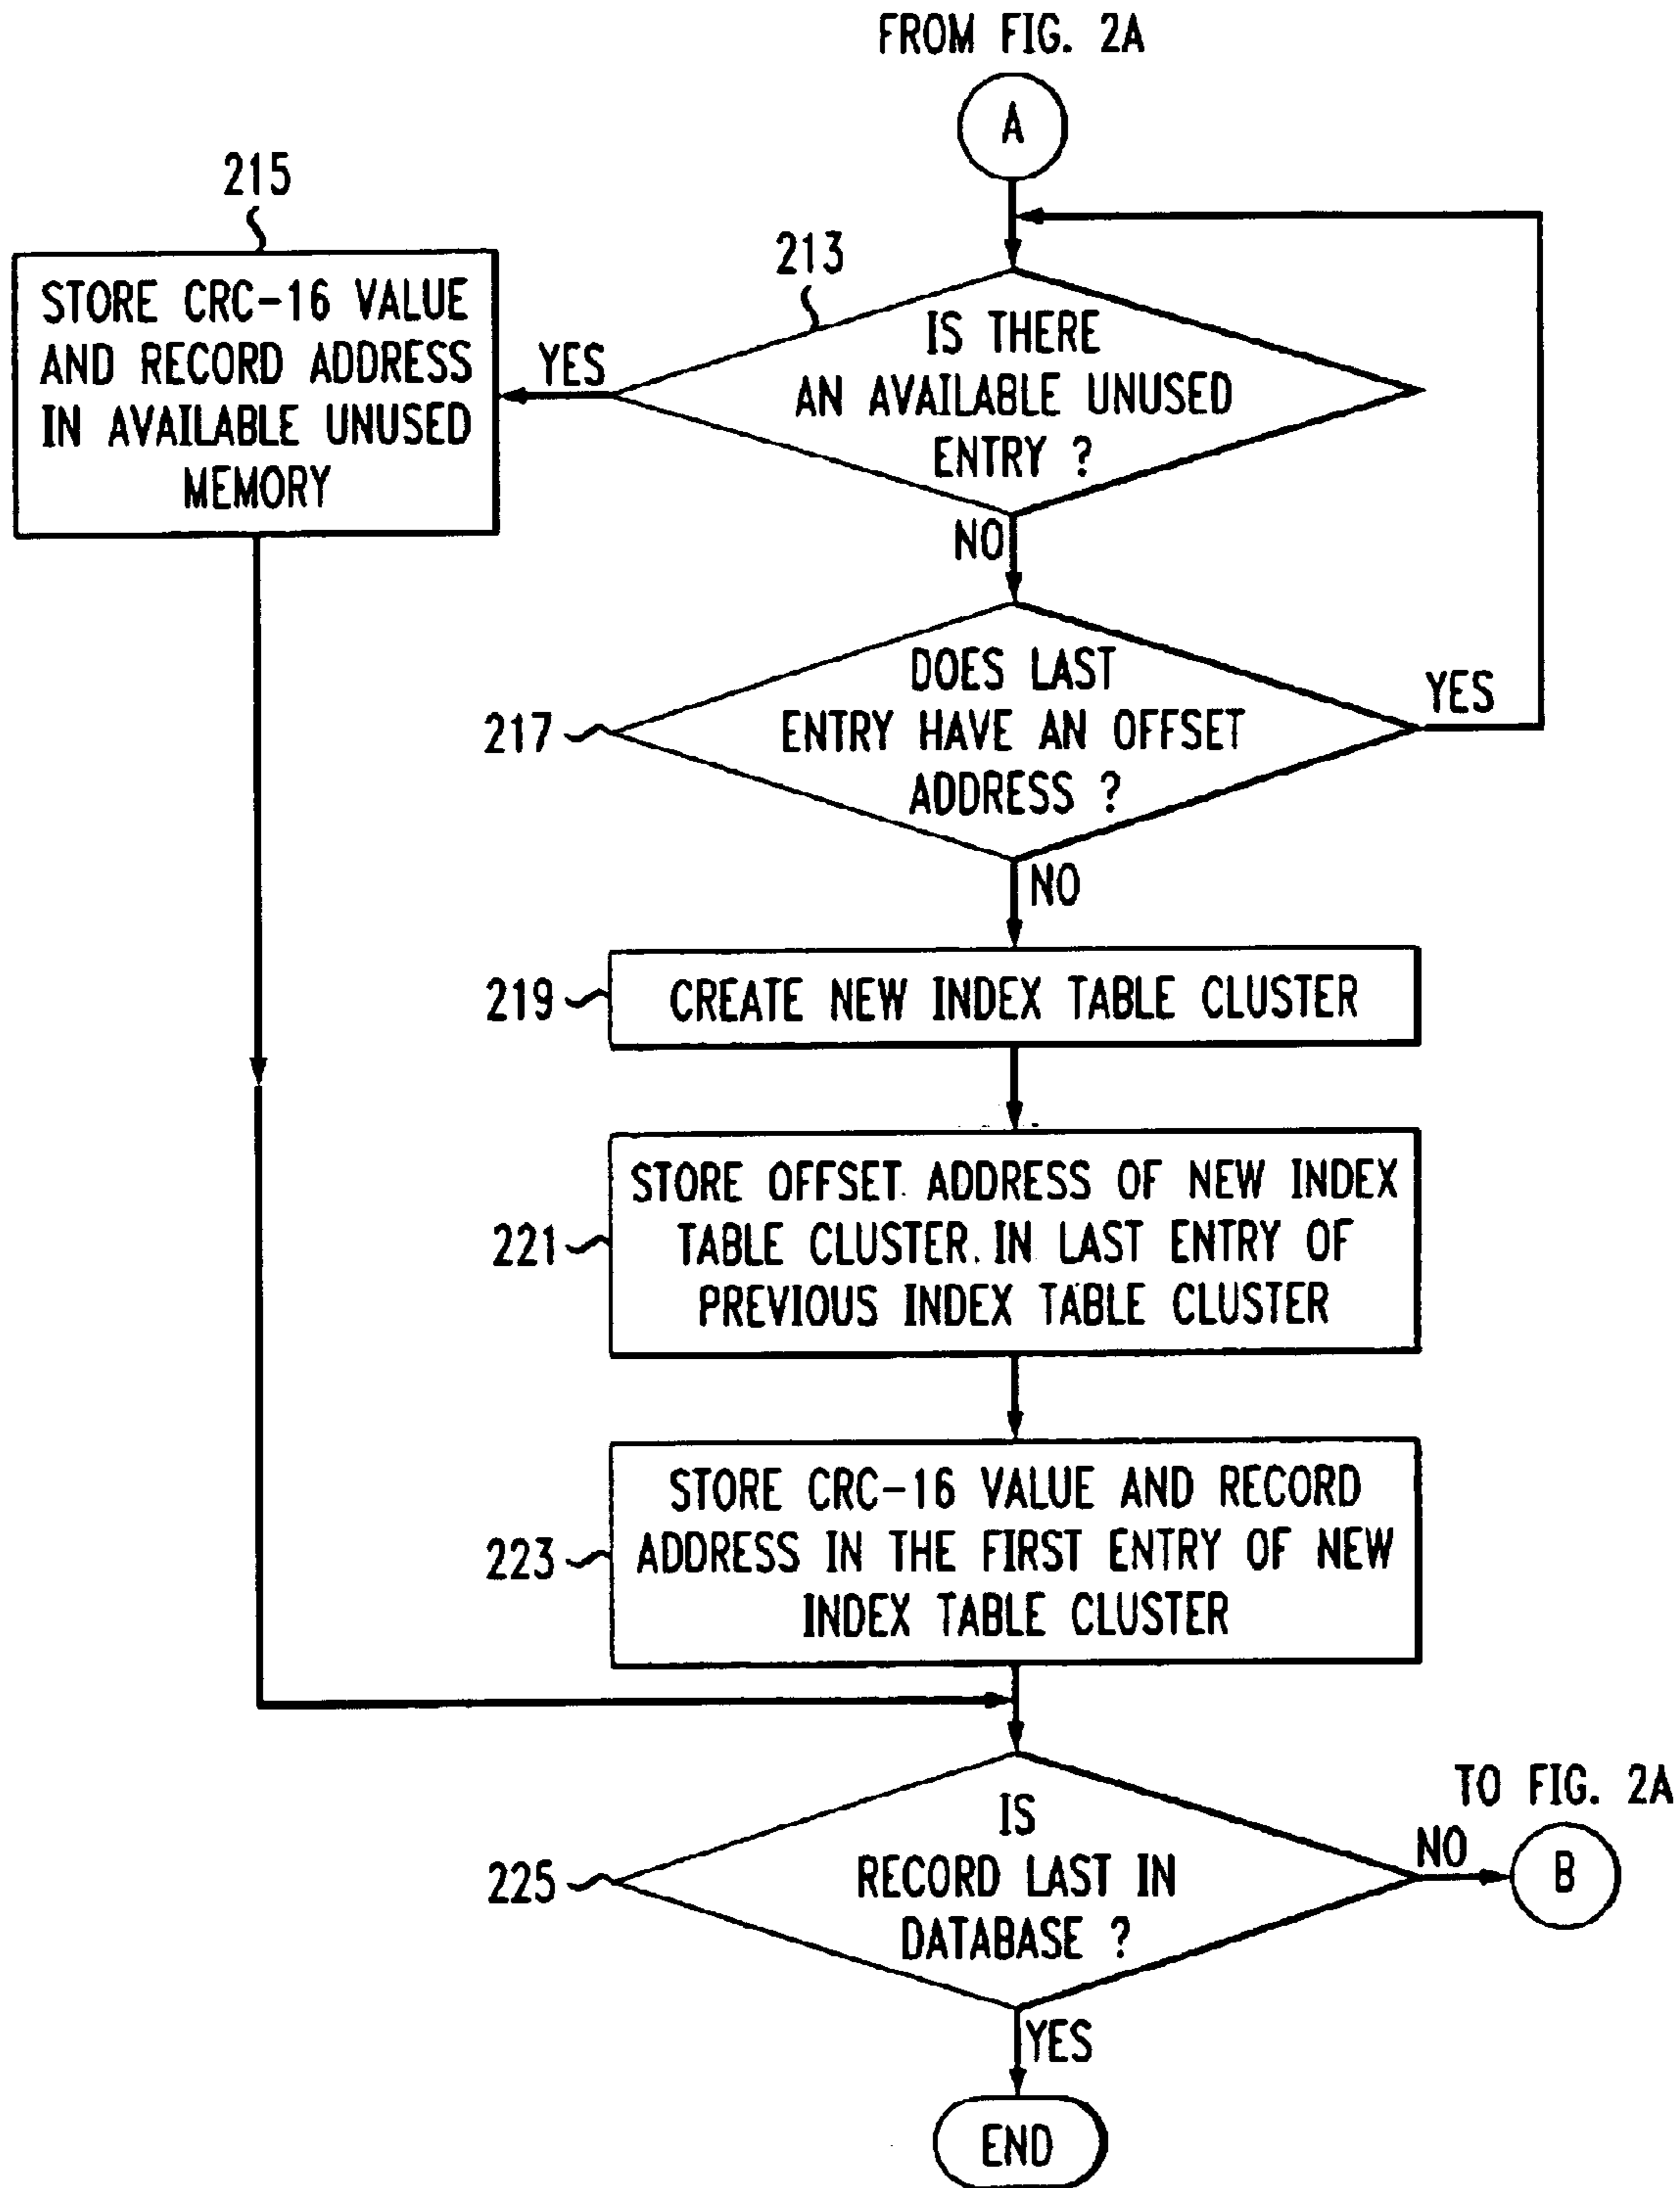 FROM FIG. 2A
A
215
213
STORE CRC-16 VALUE
AND RECORD ADDRESS
IN AVAILABLE UNUSED
MEMORY
YES
IS THERE
AN AVAILABLE UNUSED
ENTRY ?
NO
217
DOES LAST
ENTRY HAVE AN OFFSET
ADDRESS ?
YES
NO
219
CREATE NEW INDEX TABLE CLUSTER
221
STORE OFFSET ADDRESS OF NEW INDEX
TABLE CLUSTER IN LAST ENTRY OF
PREVIOUS INDEX TABLE CLUSTER
223
STORE CRC-16 VALUE AND RECORD
ADDRESS IN THE FIRST ENTRY OF NEW
INDEX TABLE CLUSTER
225
IS
RECORD LAST IN
DATABASE ?
TO FIG. 2A
NO
B
YES
END